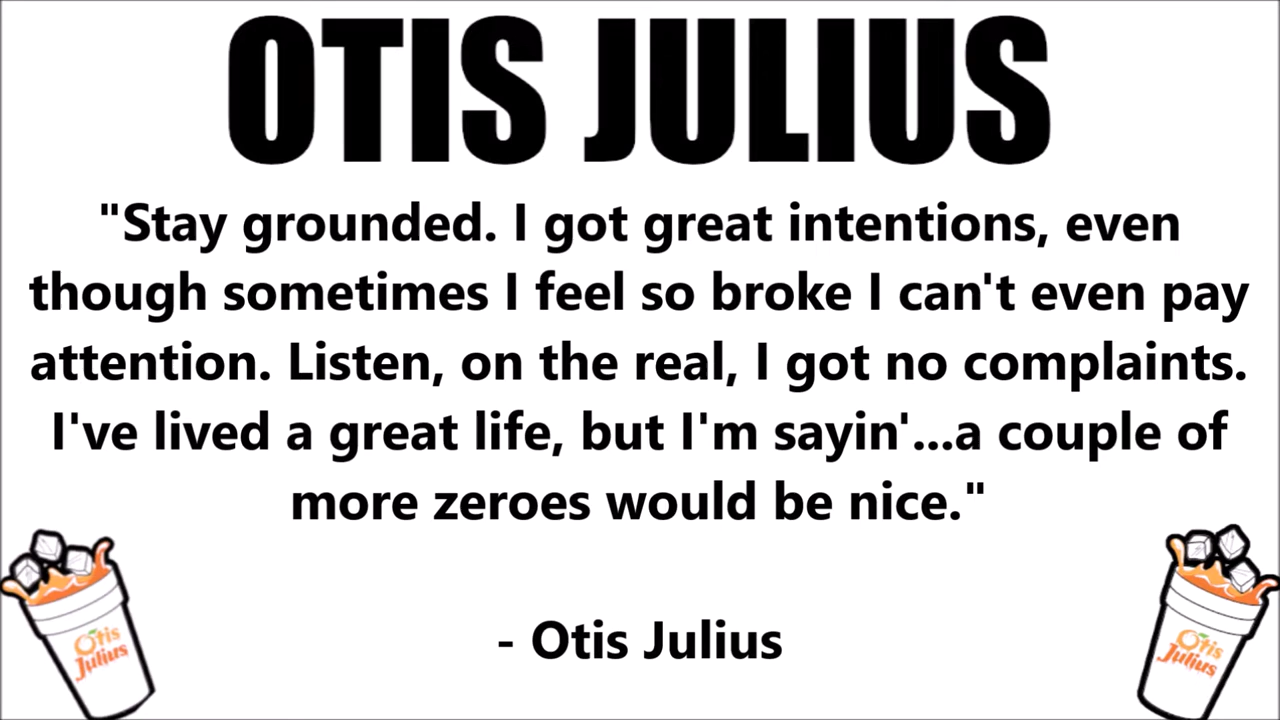 OTIS JULIUS
"Stay grounded. I got great intentions, even
though sometimes I feel so broke I can't even pay
attention. Listen, on the real, I got no complaints.
I've lived a great life, but I'm sayin'...a couple of
more zeroes would be nice."
Otis
Julius
Otis
Julius
- Otis Julius